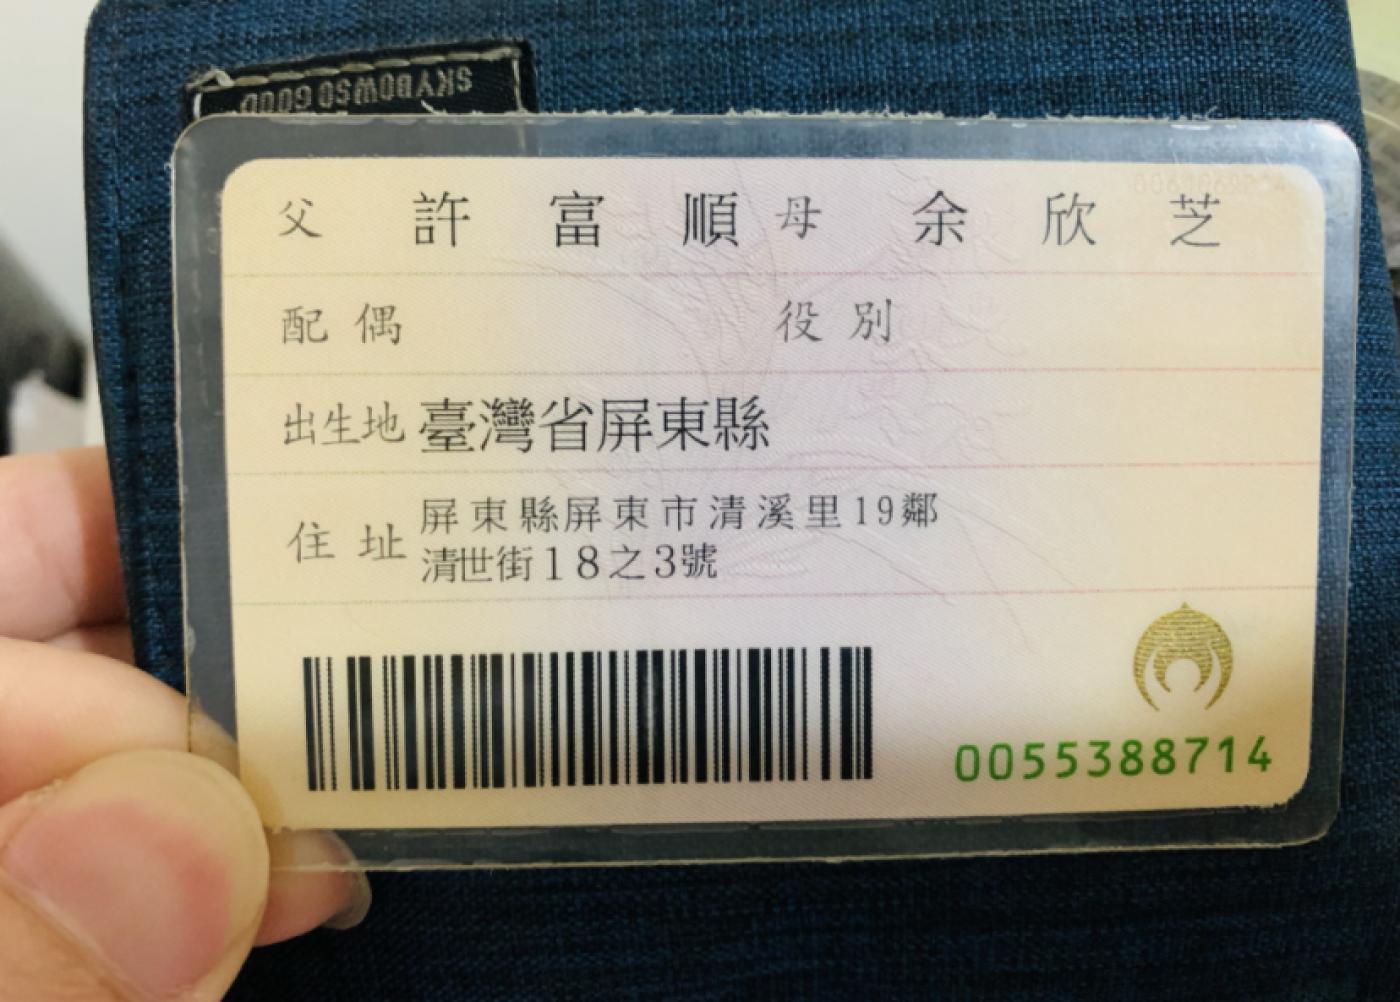 SKYBOWSO GOOD
父 許富順 母 余欣芝
配偶 役別
出生地 臺灣省屏東縣
住址 屏東縣屏東市清溪里19鄰
清世街18之3號
0055388714